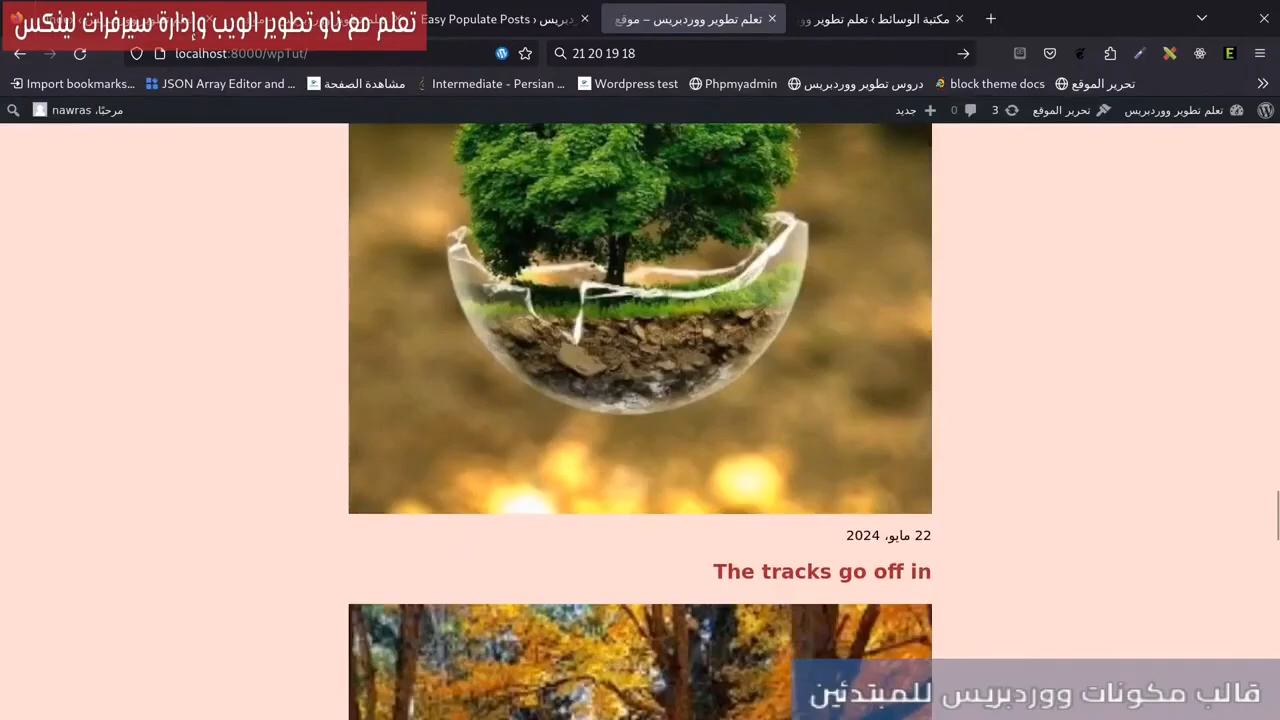 تعلم مع ناو تطوير الويب وإدارة سيرفرات لينكس
Easy Populate Posts ‹ دبريس
تعلم تطوير ووردبريس – موقع
مكتبة الوسائط ‹ تعلم تطوير وور
localhost:8000/wpTut/
21 20 19 18
Import bookmarks...
JSON Array Editor and ...
مشاهدة الصفحة
Intermediate - Persian ...
Wordpress test
Phpmyadmin
دروس تطوير ووردبريس
block theme docs
تحرير الموقع
مرحبًا، nawras
جديد
0
3
تحرير الموقع
تعلم تطوير ووردبريس
22 مايو، 2024
The tracks go off in
قالب مكونات ووردبريس للمبتدئين